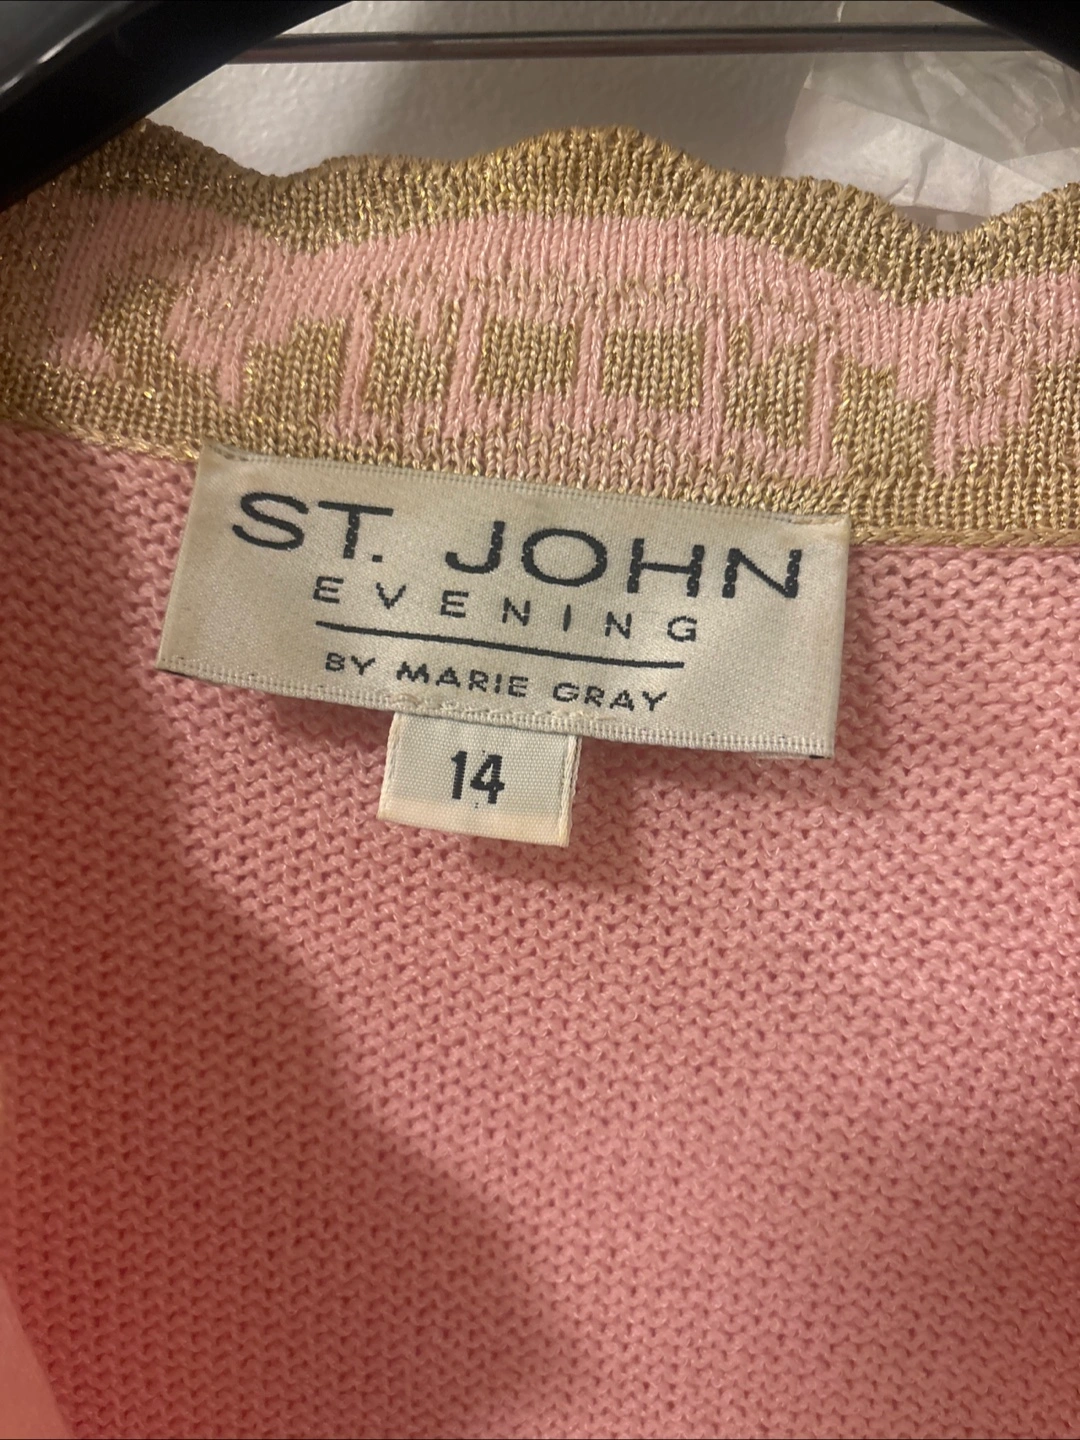 ST. JOHN
EVENING
BY MARIE GRAY
14